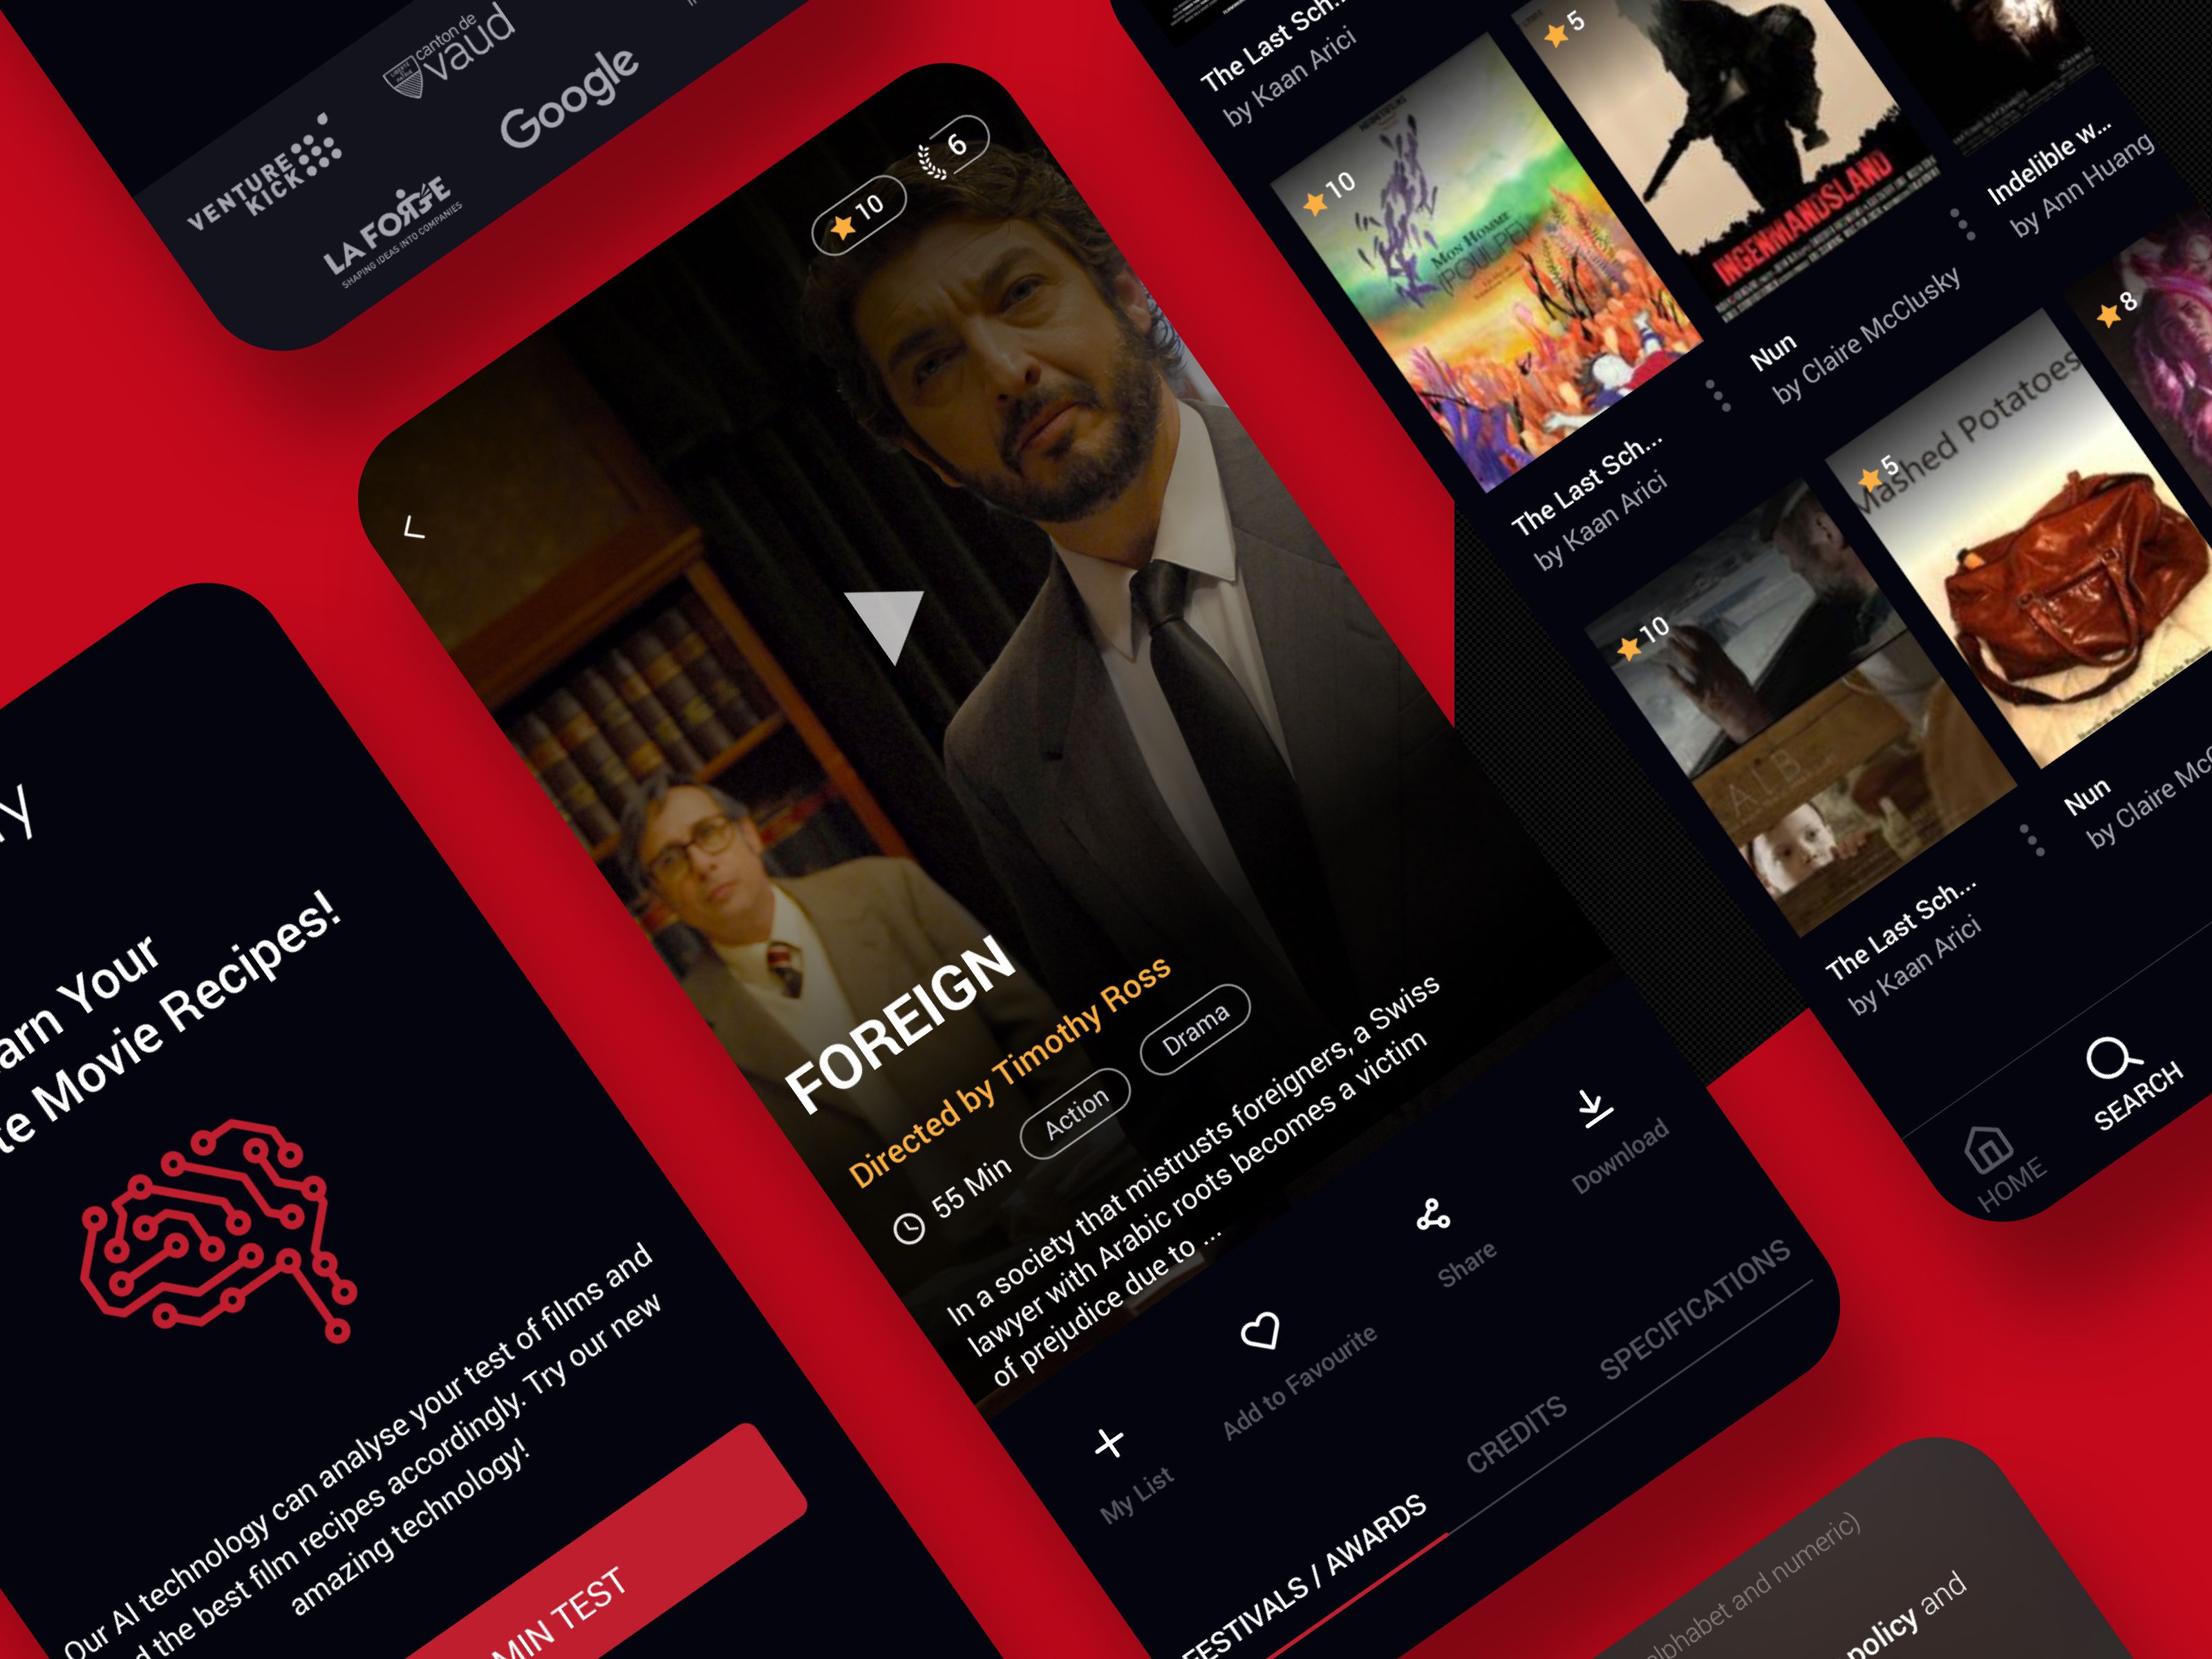 canton de
vaud
LIBERTÉ
ET
PATRIE
VENTURE
KICK
Google
LA FORGE
SHAPING IDEAS INTO COMPANIES
Your
Movie Recipes!
Our AI technology can analyse your test of films and
the best film recipes accordingly. Try our new
amazing technology!
MIN TEST
10
6
FOREIGN
Directed by Timothy Ross
55 Min
Action
Drama
In a society that mistrusts foreigners, a Swiss
lawyer with Arabic roots becomes a victim
of prejudice due to ...
My List
Add to Favourite
Share
Download
FESTIVALS / AWARDS
CREDITS
SPECIFICATIONS
The Last Sch...
by Kaan Arici
10
MON HOMME
(POULPE)
The Last Sch...
by Kaan Arici
5
INGENMANDSLAND
Nun
by Claire McClusky
Indelible w...
by Ann Huang
10
A.I.B.
The Last Sch...
by Kaan Arici
5
Mashed Potatoes
Nun
by Claire
8
HOME
SEARCH
alphabet and numeric)
policy and